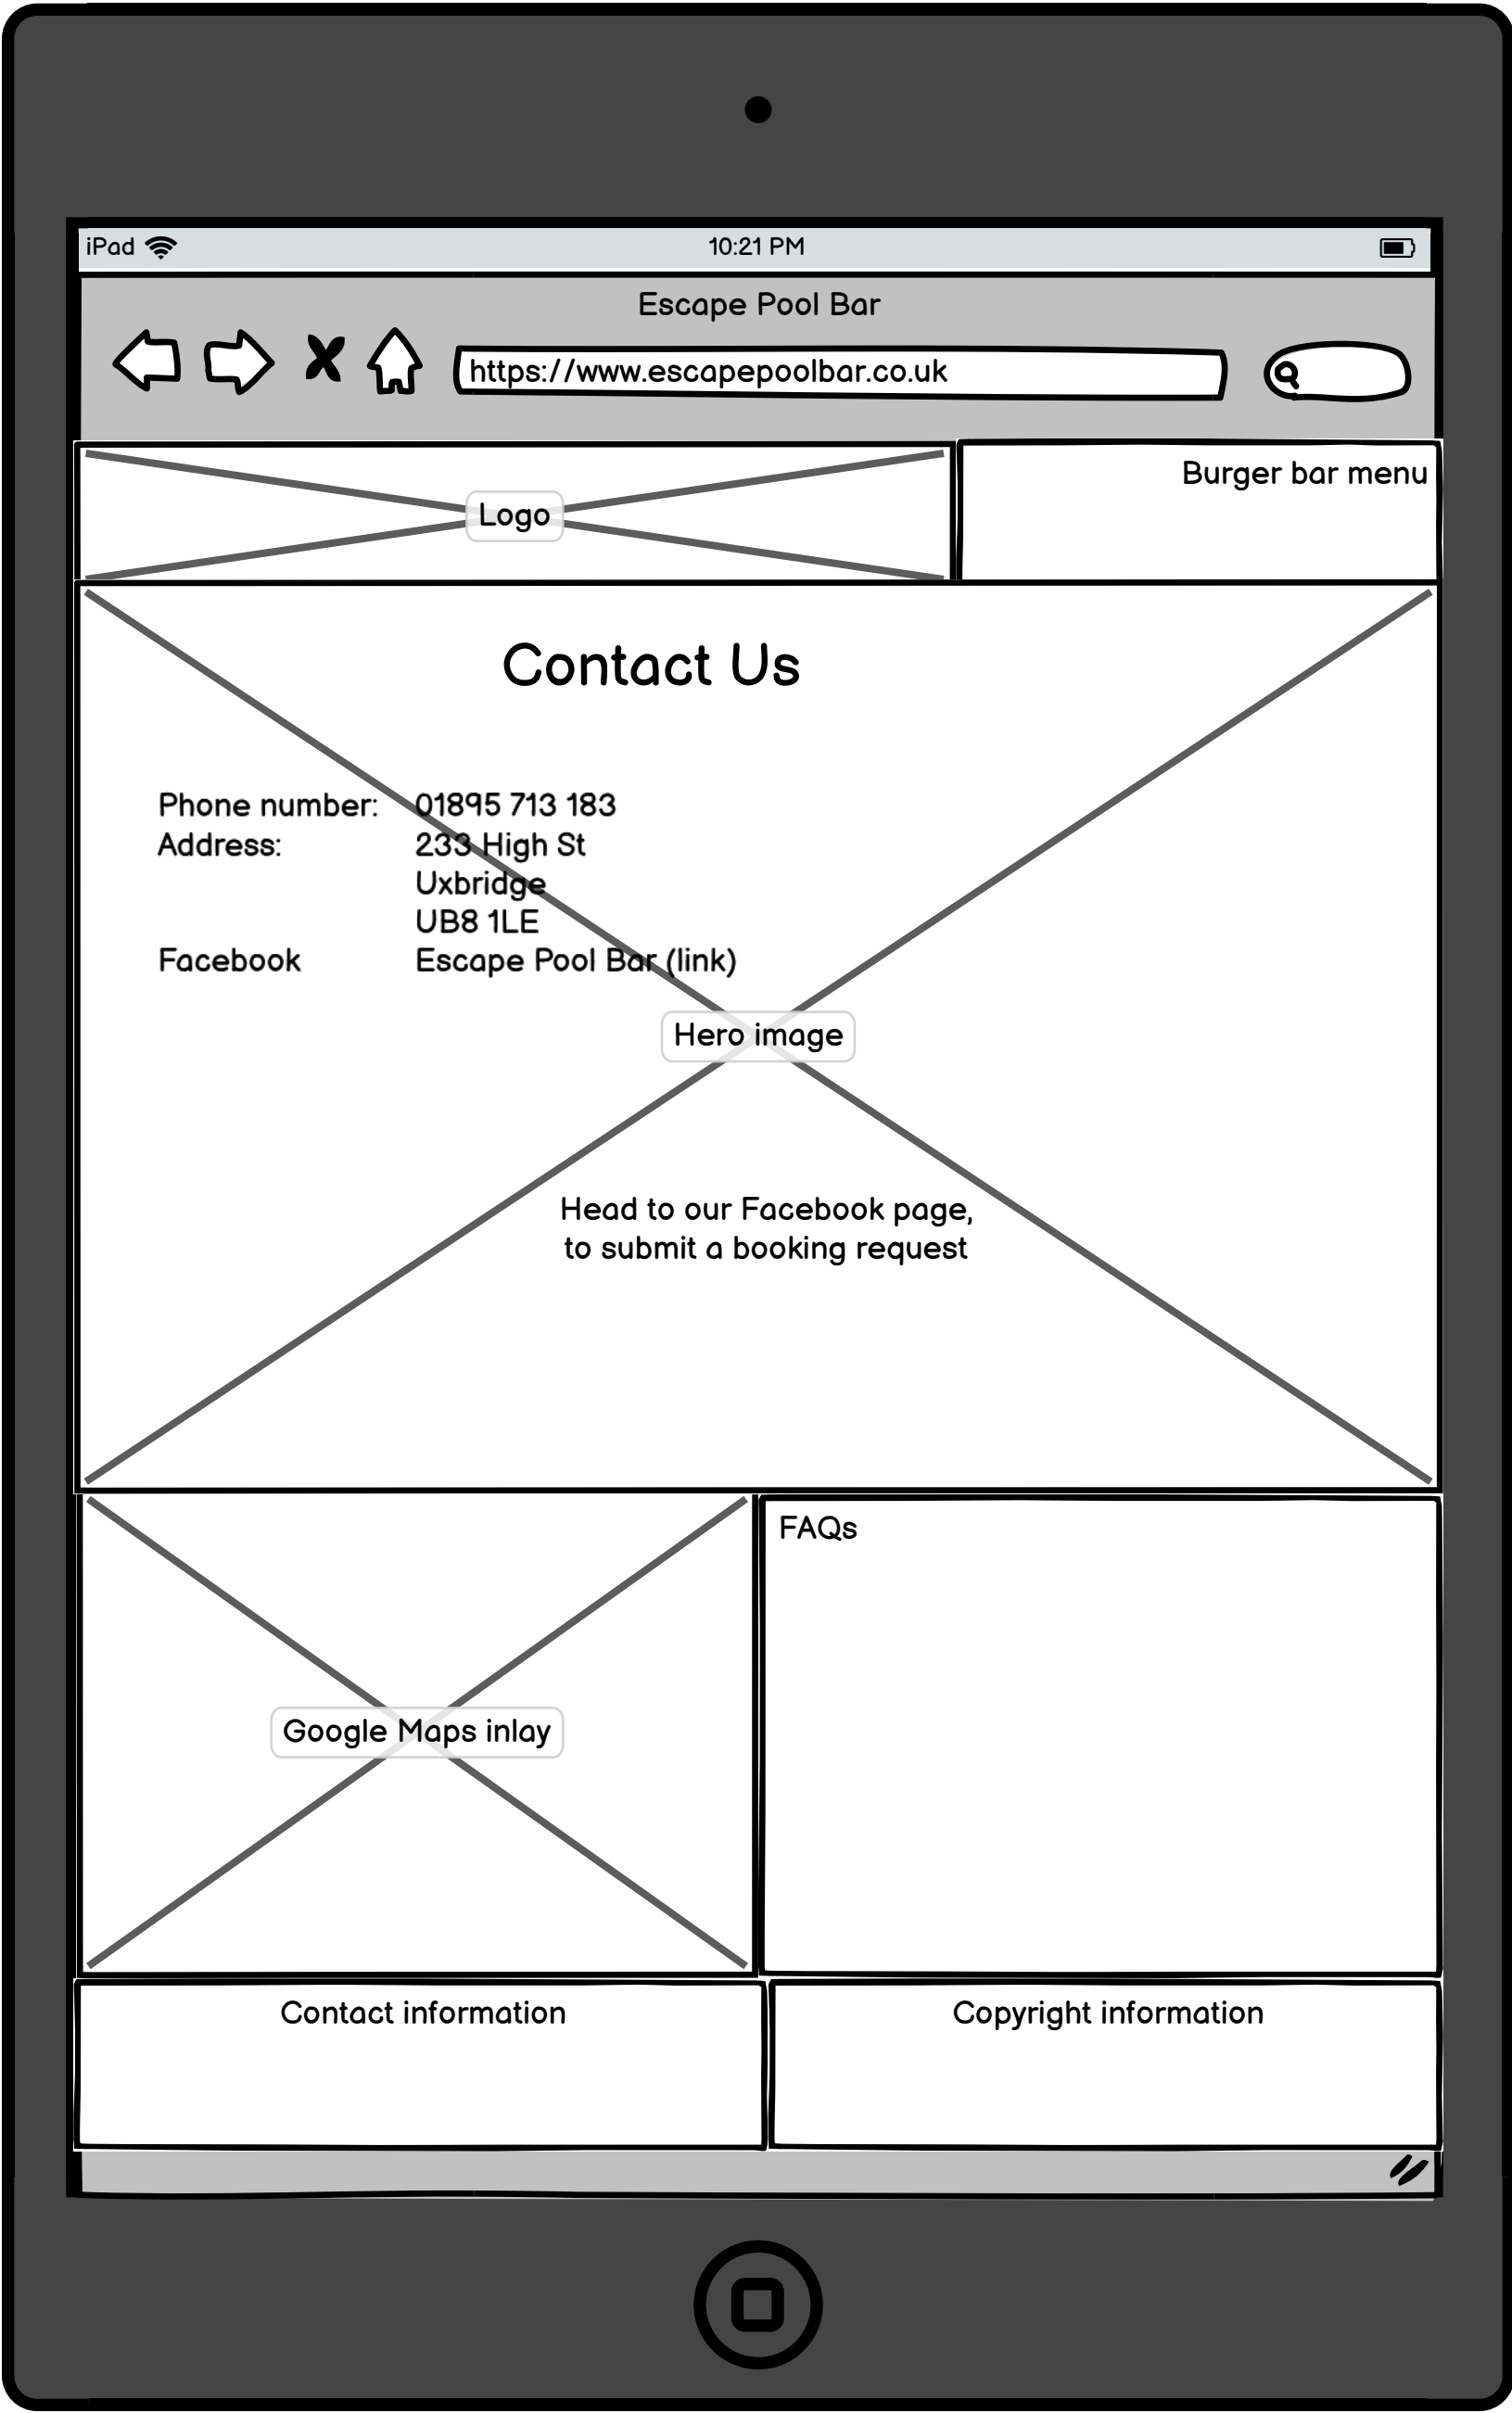 iPad
10:21 PM
Escape Pool Bar
https://www.escapepoolbar.co.uk
Logo
Burger bar menu
Contact Us
Phone number: 01895 713 183
Address: 233 High St
Uxbridge
UB8 1LE
Facebook Escape Pool Bar (link)
Hero image
Head to our Facebook page,
to submit a booking request
FAQs
Google Maps inlay
Contact information
Copyright information